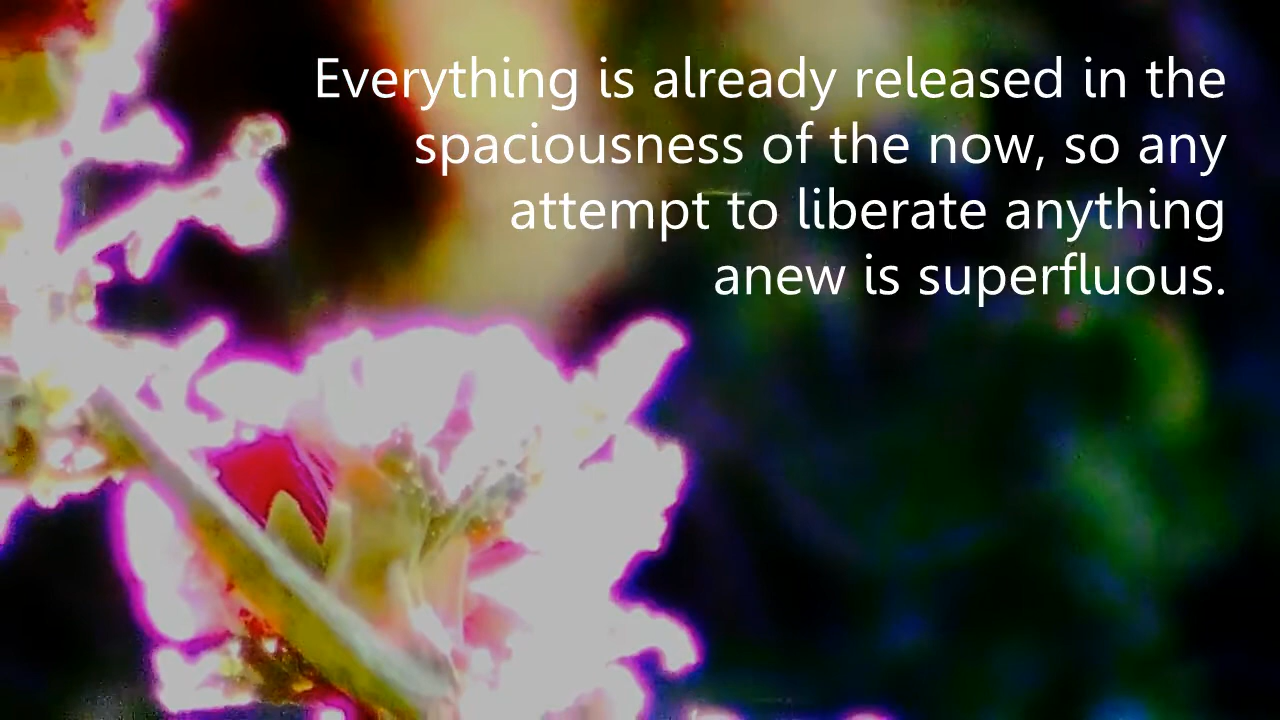 Everything is already released in the
spaciousness of the now, so any
attempt to liberate anything
anew is superfluous.